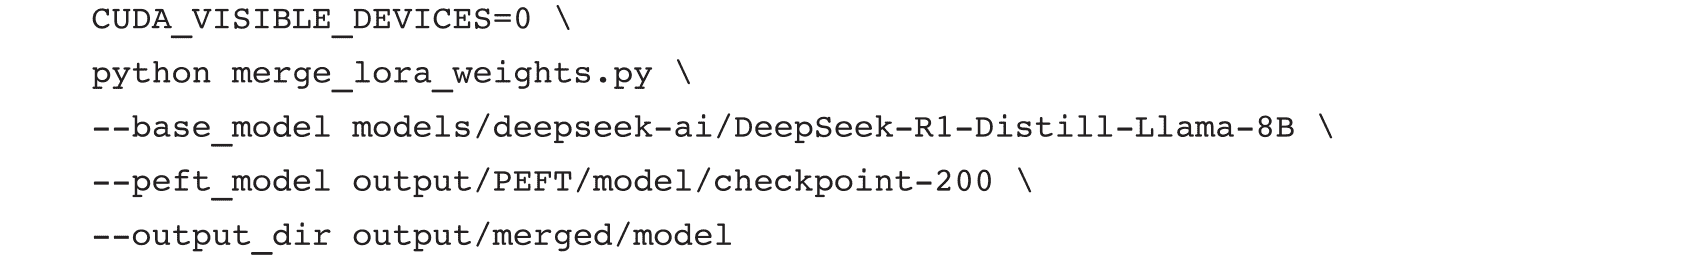 CUDA_VISIBLE_DEVICES=0 \
python merge_lora_weights.py \
--base_model models/deepseek-ai/DeepSeek-R1-Distill-Llama-8B \
--peft_model output/PEFT/model/checkpoint-200 \
--output_dir output/merged/model